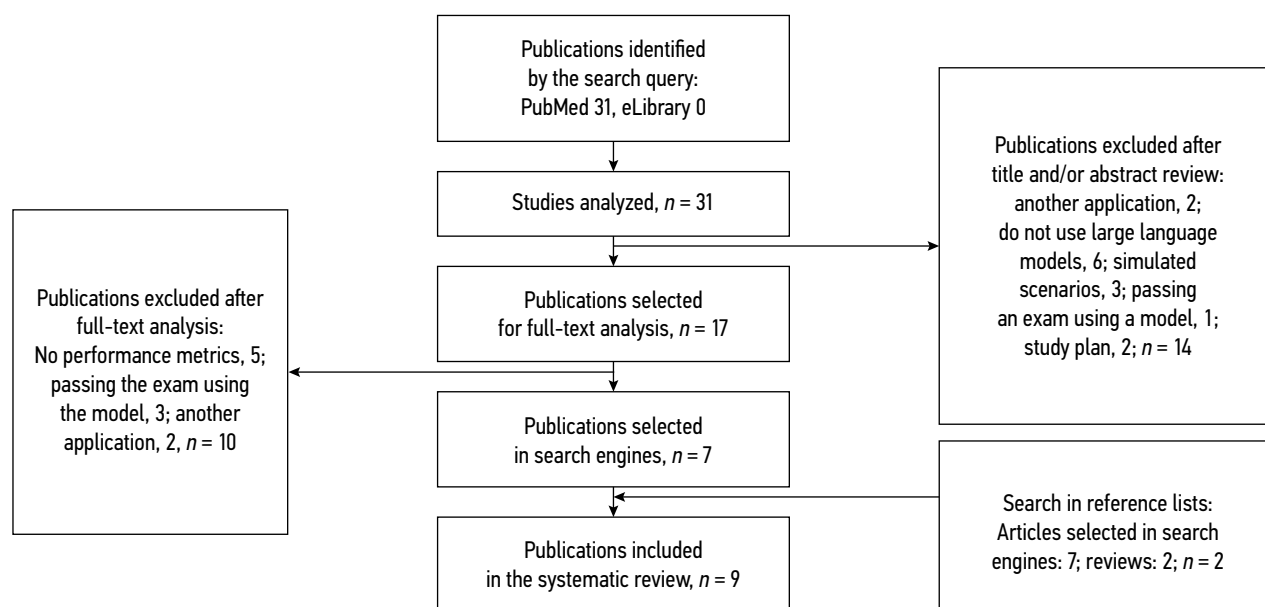 Publications identified
by the search query:
PubMed 31, eLibrary 0
Studies analyzed, n = 31
Publications excluded after
title and/or abstract review:
another application, 2;
do not use large language
models, 6; simulated
scenarios, 3; passing
an exam using a model, 1;
study plan, 2; n = 14
Publications selected
for full-text analysis, n = 17
Publications excluded after
full-text analysis:
No performance metrics, 5;
passing the exam using
the model, 3; another
application, 2, n = 10
Publications selected
in search engines, n = 7
Search in reference lists:
Articles selected in search
engines: 7; reviews: 2; n = 2
Publications included
in the systematic review, n = 9